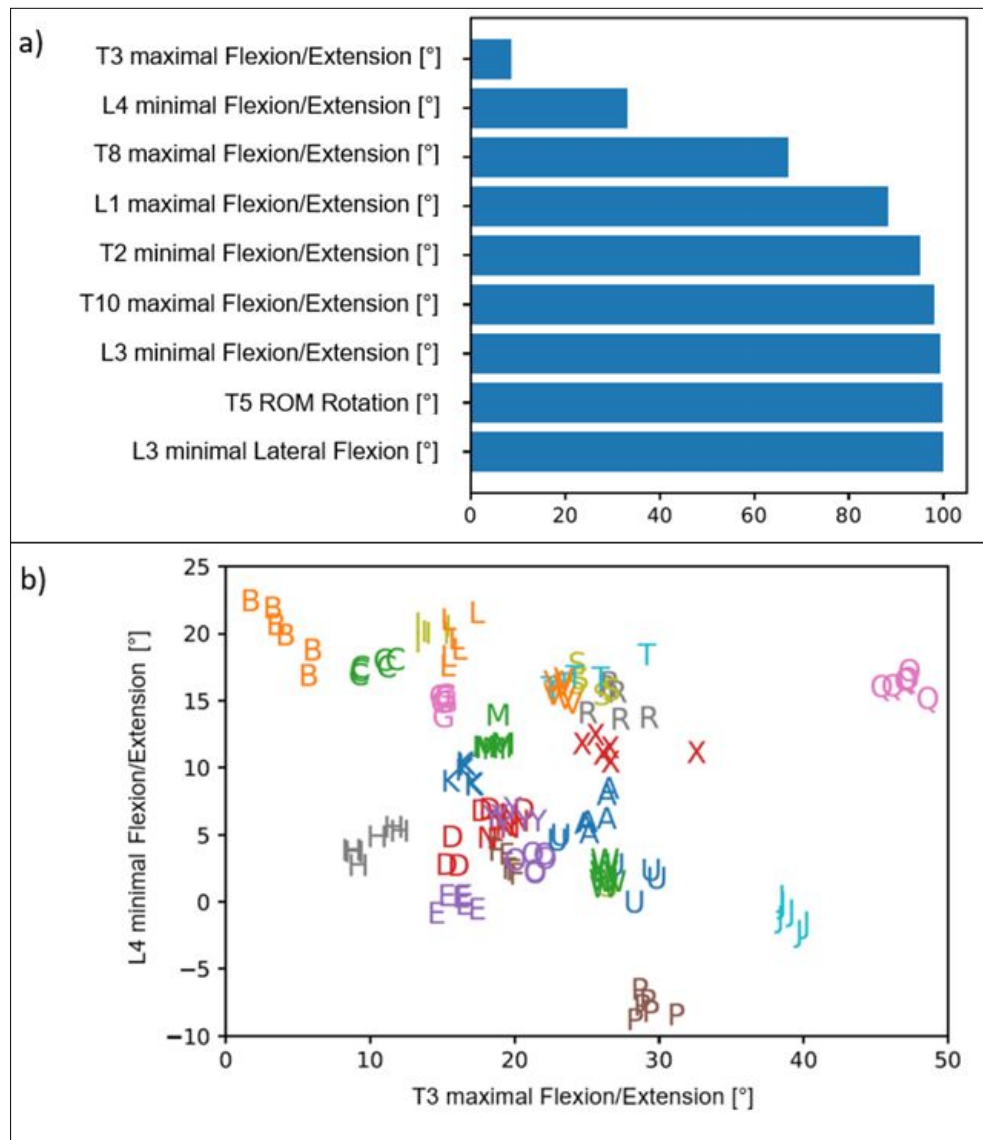 a)
T3 maximal Flexion/Extension [°]
L4 minimal Flexion/Extension [°]
T8 maximal Flexion/Extension [°]
L1 maximal Flexion/Extension [°]
T2 minimal Flexion/Extension [°]
T10 maximal Flexion/Extension [°]
L3 minimal Flexion/Extension [°]
T5 ROM Rotation [°]
L3 minimal Lateral Flexion [°]
0 20 40 60 80 100
b)
L4 minimal Flexion/Extension [°]
25
20
15
10
5
0
−5
−10
B B B B B B
C C C
L L L
T T
S S
G G
R R R R
Q Q Q Q Q
M M
X X X X X
K K K
A A A A
H H H H
D D D D D
Y Y
U U U U U
O O O O
E E E E
W W
J J J J
P P P P
0 10 20 30 40 50
T3 maximal Flexion/Extension [°]